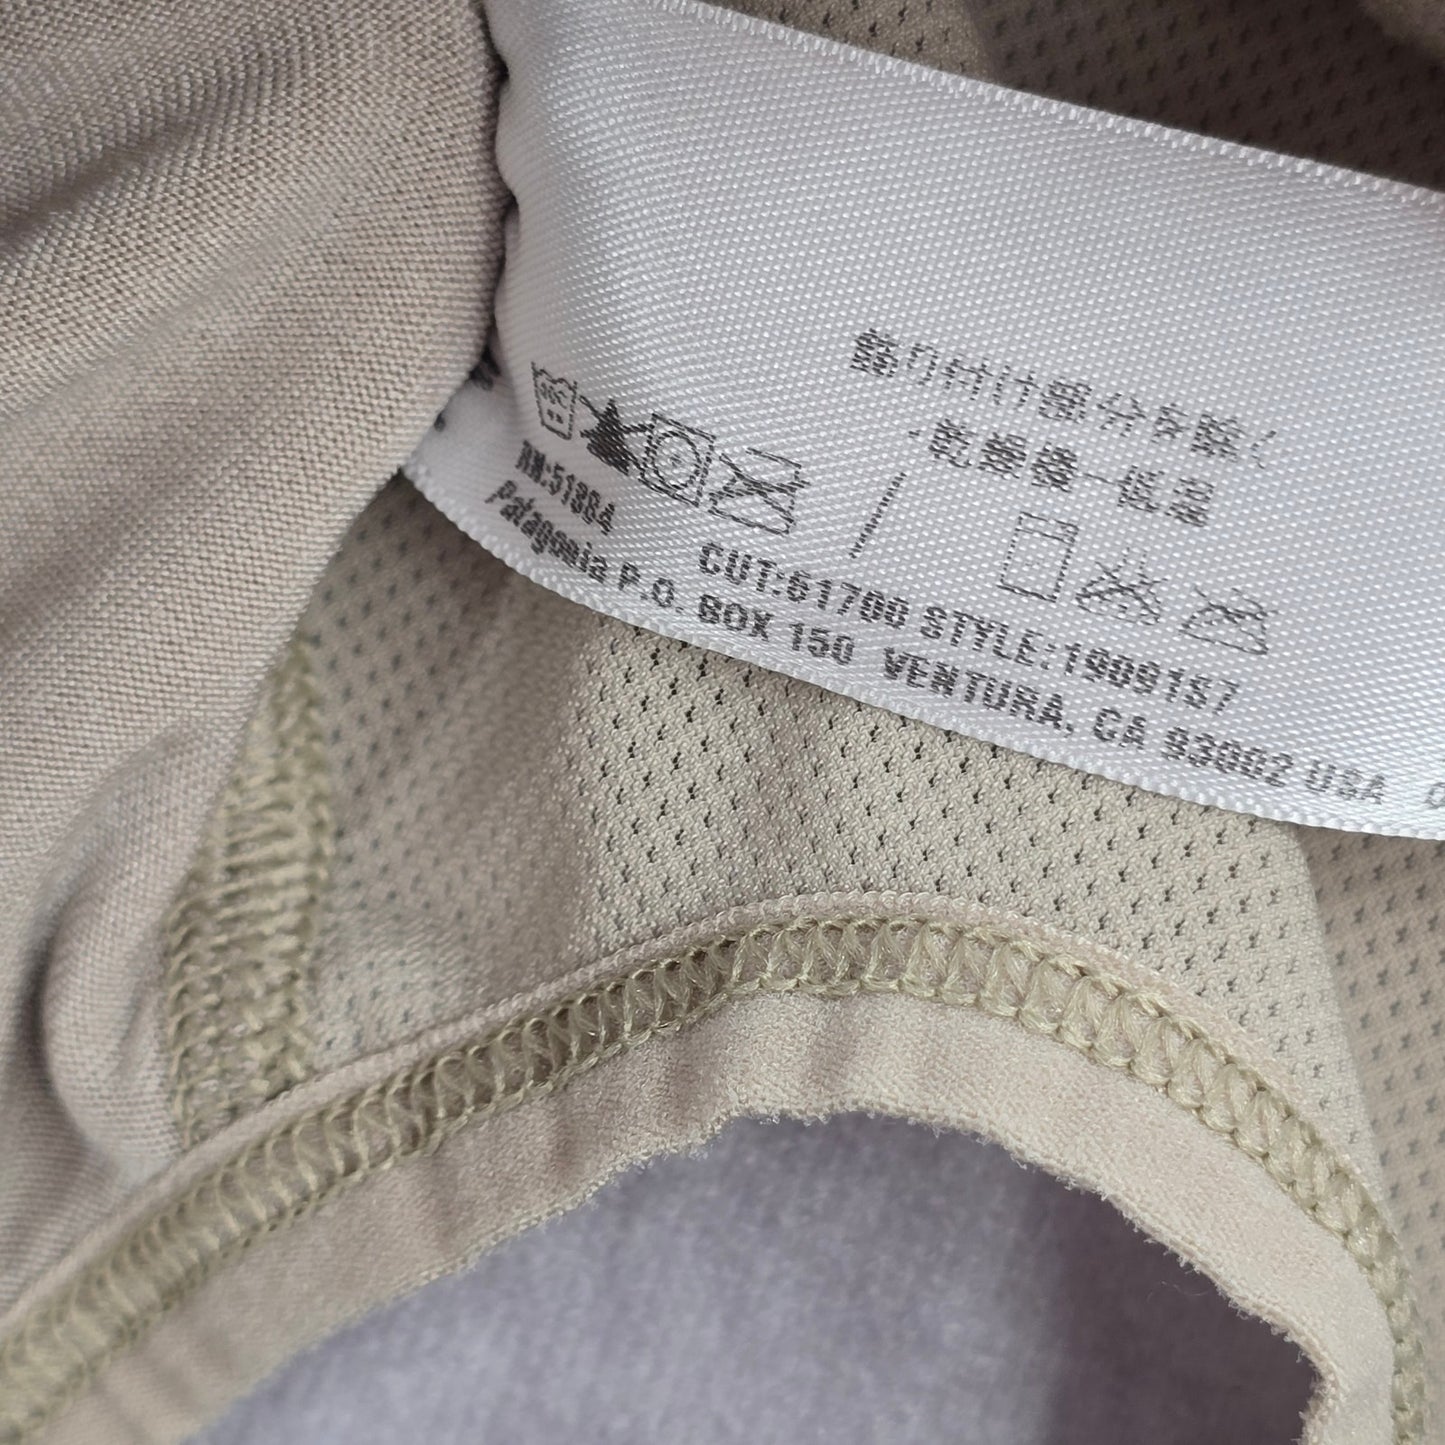 飾り付け部分を除く
・乾燥機一低温
RN:51884
CUT:61700 STYLE:1909157
Patagonia P.O. BOX 150 VENTURA, CA 93002 USA